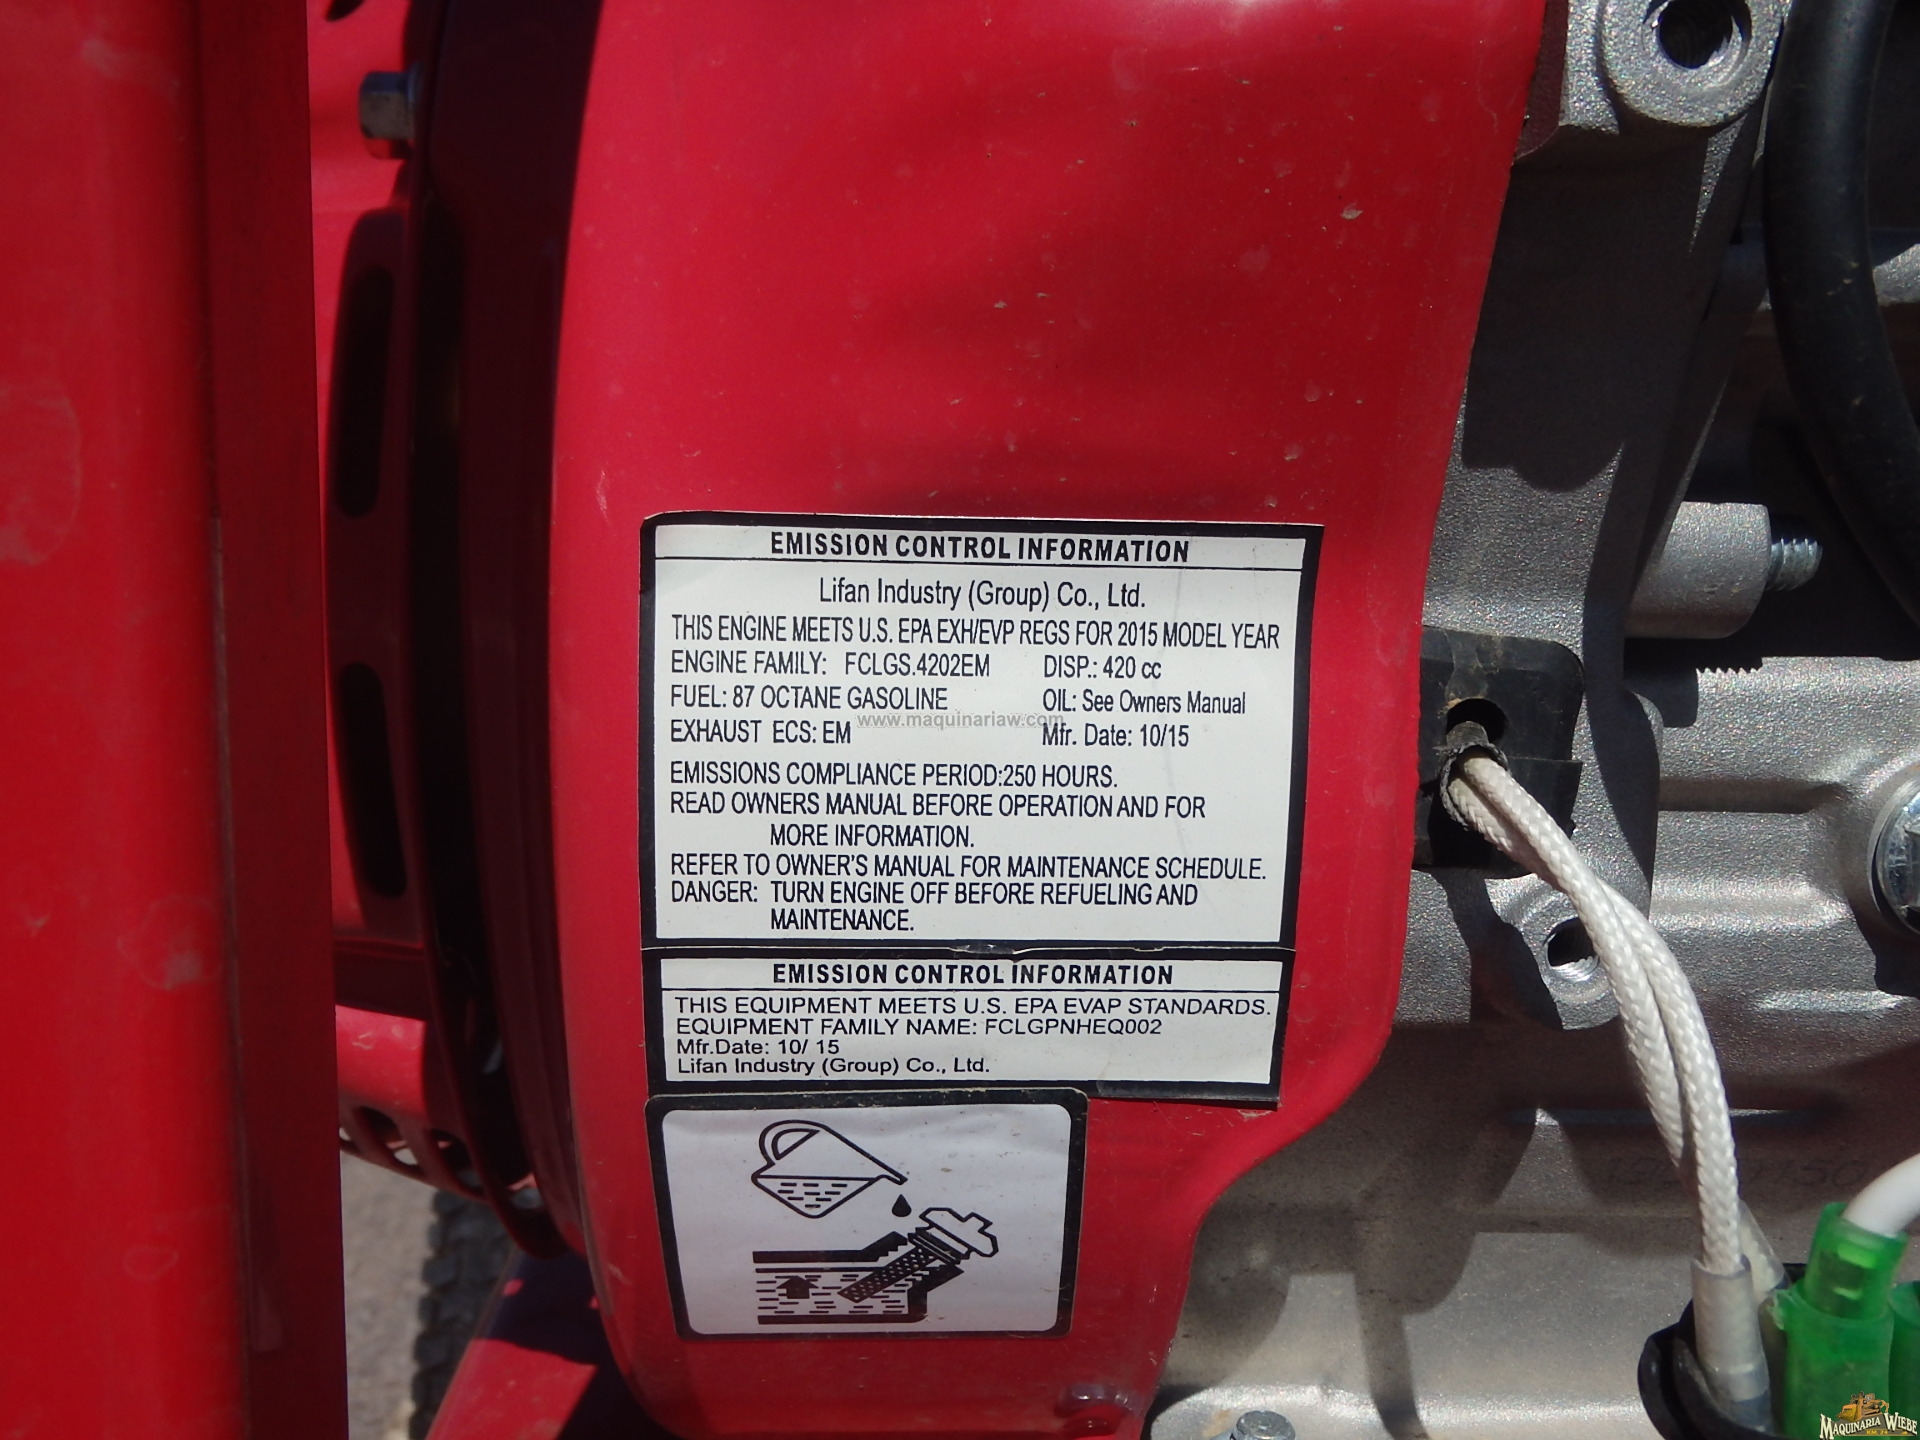 EMISSION CONTROL INFORMATION
Lifan Industry (Group) Co., Ltd.
THIS ENGINE MEETS U.S. EPA EXH/EVP REGS FOR 2015 MODEL YEAR
ENGINE FAMILY: FCLGS.4202EM DISP.: 420 cc
FUEL: 87 OCTANE GASOLINE OIL: See Owners Manual
www.maquinariaw.com
EXHAUST ECS: EM Mfr. Date: 10/15
EMISSIONS COMPLIANCE PERIOD:250 HOURS.
READ OWNERS MANUAL BEFORE OPERATION AND FOR
MORE INFORMATION.
REFER TO OWNER'S MANUAL FOR MAINTENANCE SCHEDULE.
DANGER: TURN ENGINE OFF BEFORE REFUELING AND
MAINTENANCE.
EMISSION CONTROL INFORMATION
THIS EQUIPMENT MEETS U.S. EPA EVAP STANDARDS.
EQUIPMENT FAMILY NAME: FCLGPNHEQ002
Mfr.Date: 10/ 15
Lifan Industry (Group) Co., Ltd.
MAQUINARIA WIEBE
KM. 24